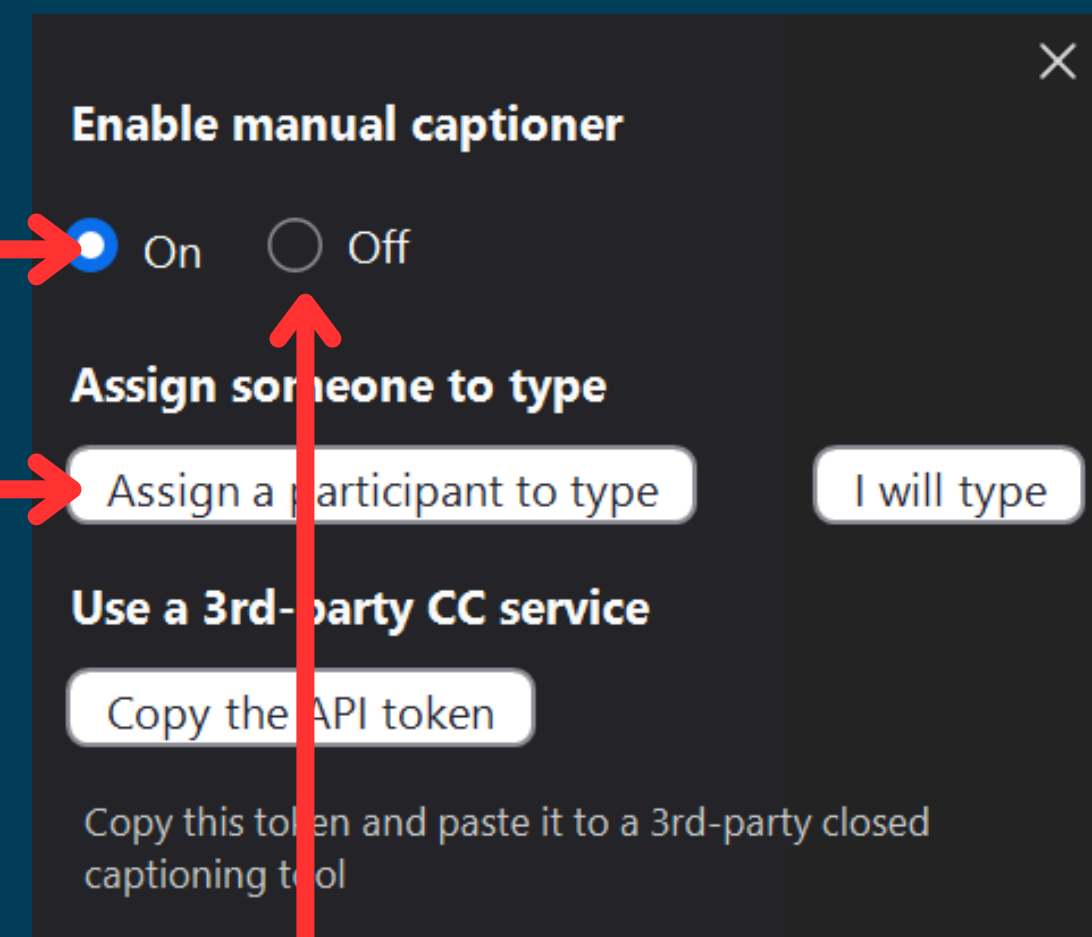 Enable manual captioner
On Off
Assign someone to type
Assign a participant to type I will type
Use a 3rd-party CC service
Copy the API token
Copy this token and paste it to a 3rd-party closed
captioning tool